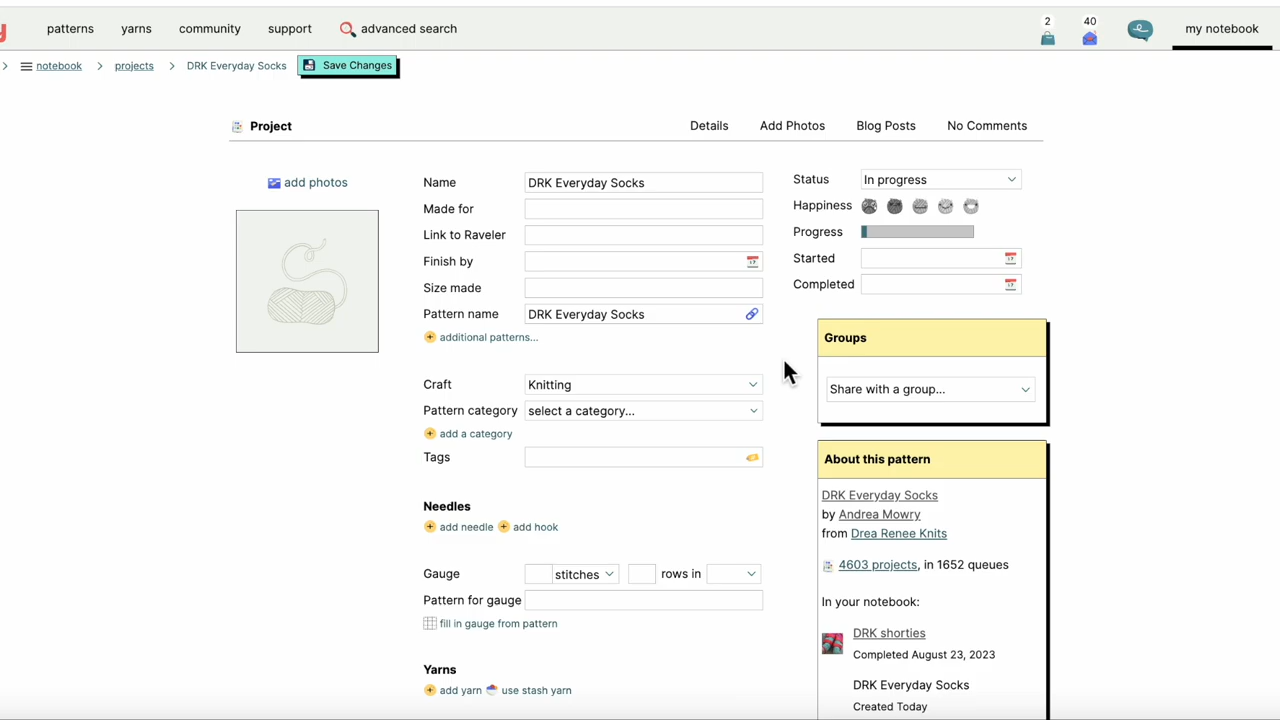 patterns yarns community support advanced search 2 40 my notebook
notebook projects DRK Everyday Socks Save Changes
Project Details Add Photos Blog Posts No Comments
add photos
Name DRK Everyday Socks
Made for
Link to Raveler
Finish by
Size made
Pattern name DRK Everyday Socks
additional patterns...
Craft Knitting
Pattern category select a category...
add a category
Tags
Needles
add needle add hook
Gauge stitches rows in
Pattern for gauge
fill in gauge from pattern
Yarns
add yarn use stash yarn
Status In progress
Happiness
Progress
Started
Completed
Groups
Share with a group...
About this pattern
DRK Everyday Socks
by Andrea Mowry
from Drea Renee Knits
4603 projects, in 1652 queues
In your notebook:
DRK shorties
Completed August 23, 2023
DRK Everyday Socks
Created Today